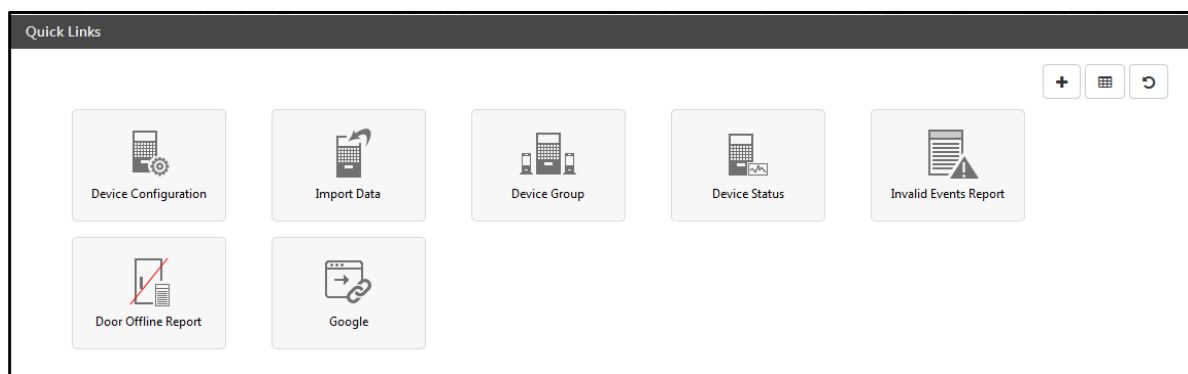 Quick Links
Device Configuration
Import Data
Device Group
Device Status
Invalid Events Report
Door Offline Report
Google